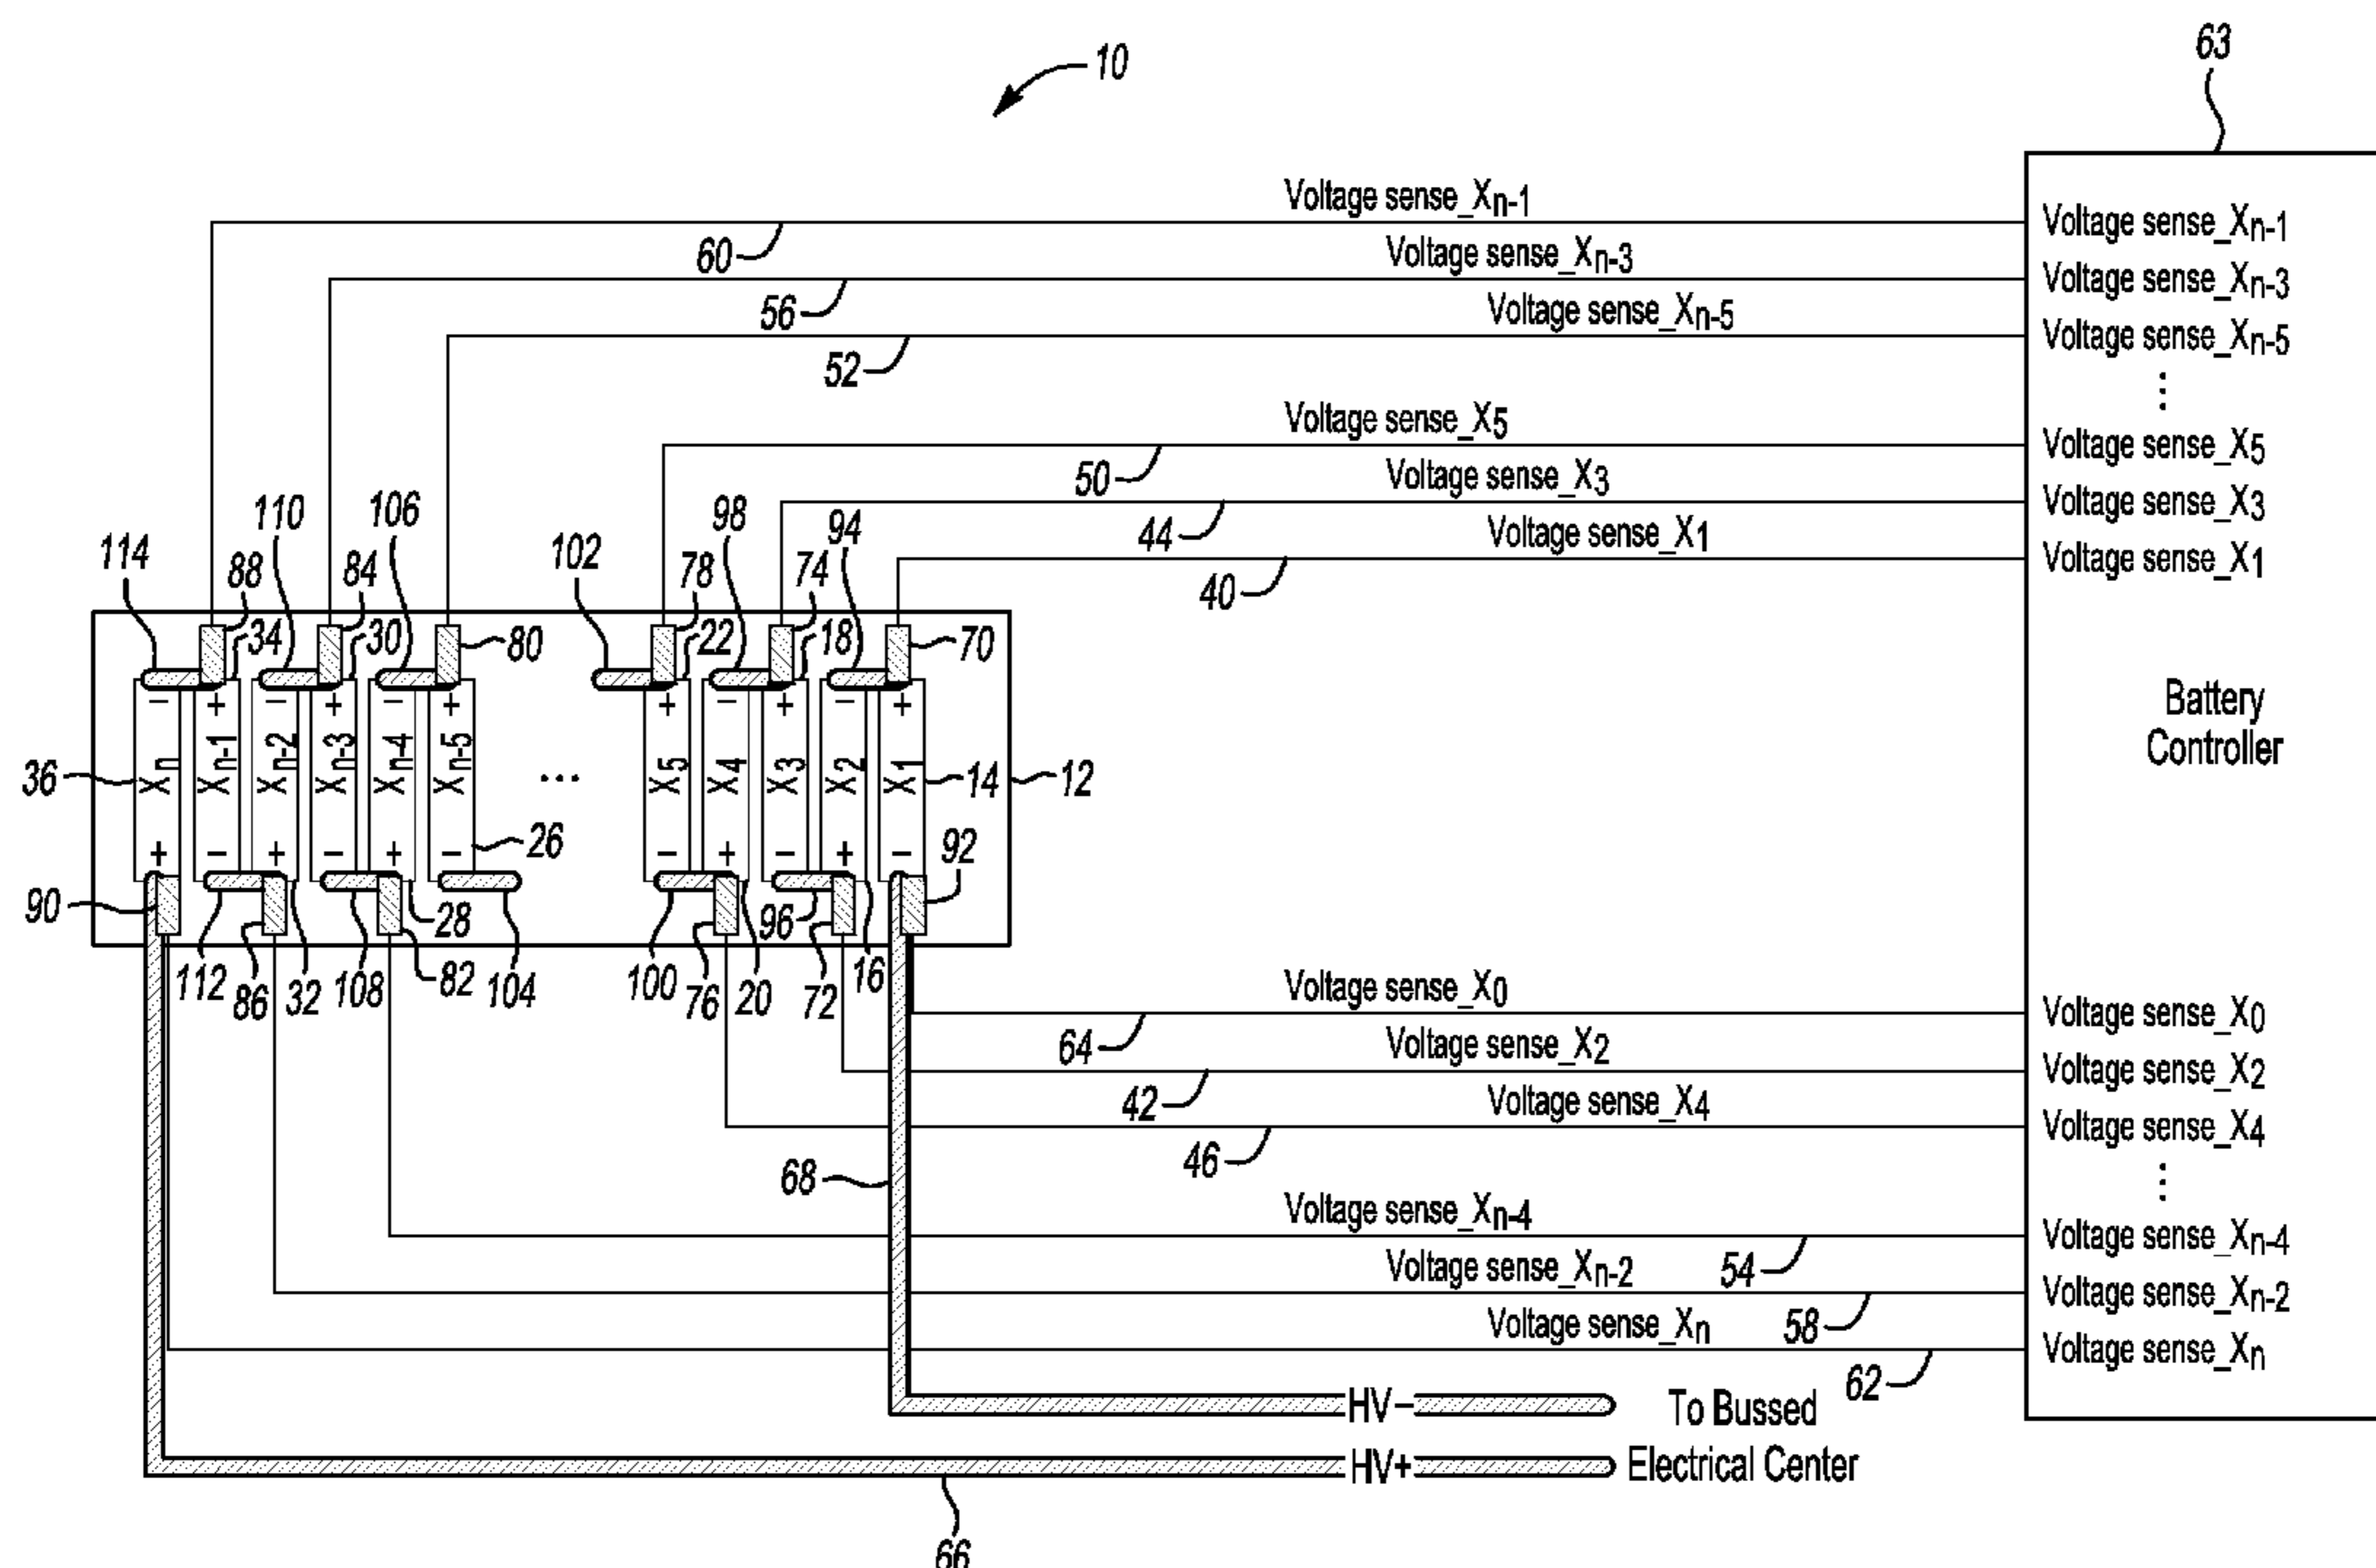 10
63
Voltage sense_Xn-1
Voltage sense_Xn-1
60
Voltage sense_Xn-3
Voltage sense_Xn-3
56
Voltage sense_Xn-5
Voltage sense_Xn-5
52
⋮
Voltage sense_X5
Voltage sense_X5
50
Voltage sense_X3
Voltage sense_X3
44
Voltage sense_X1
Voltage sense_X1
40
114 110 106 102 98 94
88 84 78 74
34 30 80 22 18 70
− + − + − + + − + − +
Battery
Controller
36 Xn Xn-1 Xn-2 Xn-3 Xn-4 Xn-5 ... X5 X4 X3 X2 X1 14 12
26
+ − + − + − − + − + −
92
90 28 96
112 86 32 108 82 104 100 76 20 72 16
Voltage sense_X0
Voltage sense_X0
64
Voltage sense_X2
Voltage sense_X2
42
Voltage sense_X4
Voltage sense_X4
46
⋮
68
Voltage sense_Xn-4
Voltage sense_Xn-4
54
Voltage sense_Xn-2
Voltage sense_Xn-2
58
Voltage sense_Xn
Voltage sense_Xn
62
HV− To Bussed
HV+ Electrical Center
66